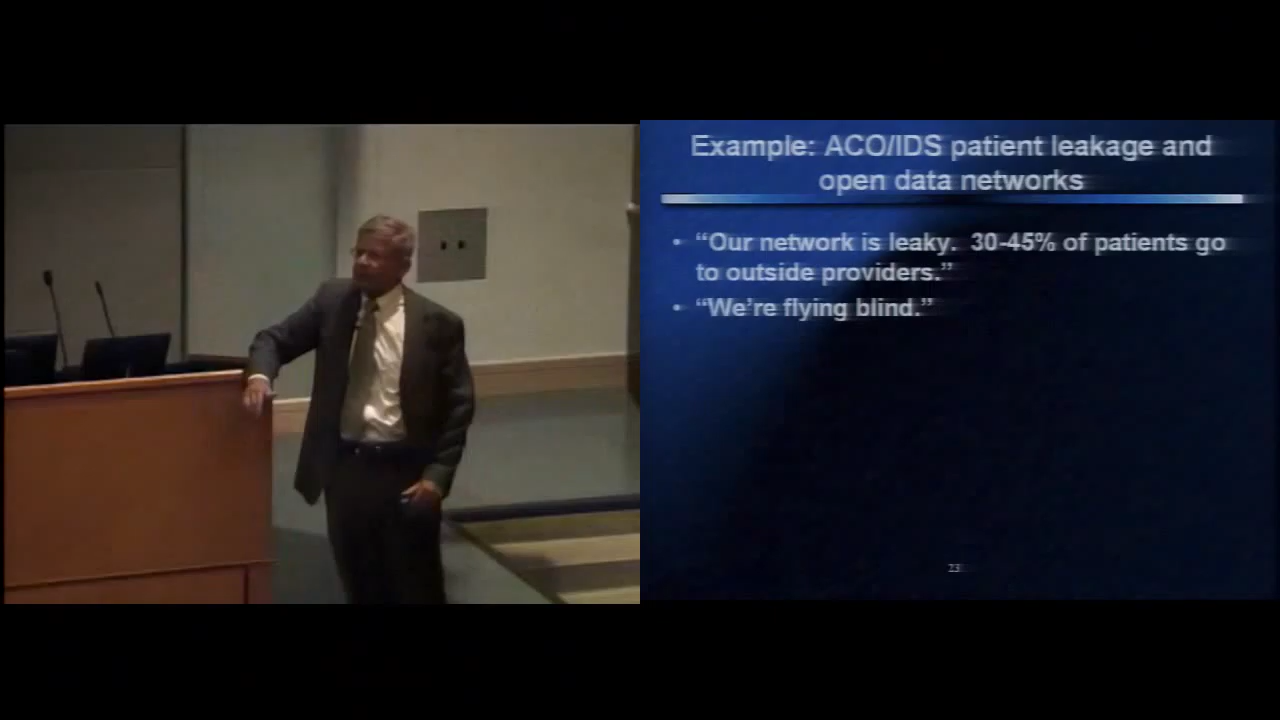 Example: ACO/IDS patient leakage and
open data networks
• “Our network is leaky.  30-45% of patients go
to outside providers.”
• “We’re flying blind.”
23